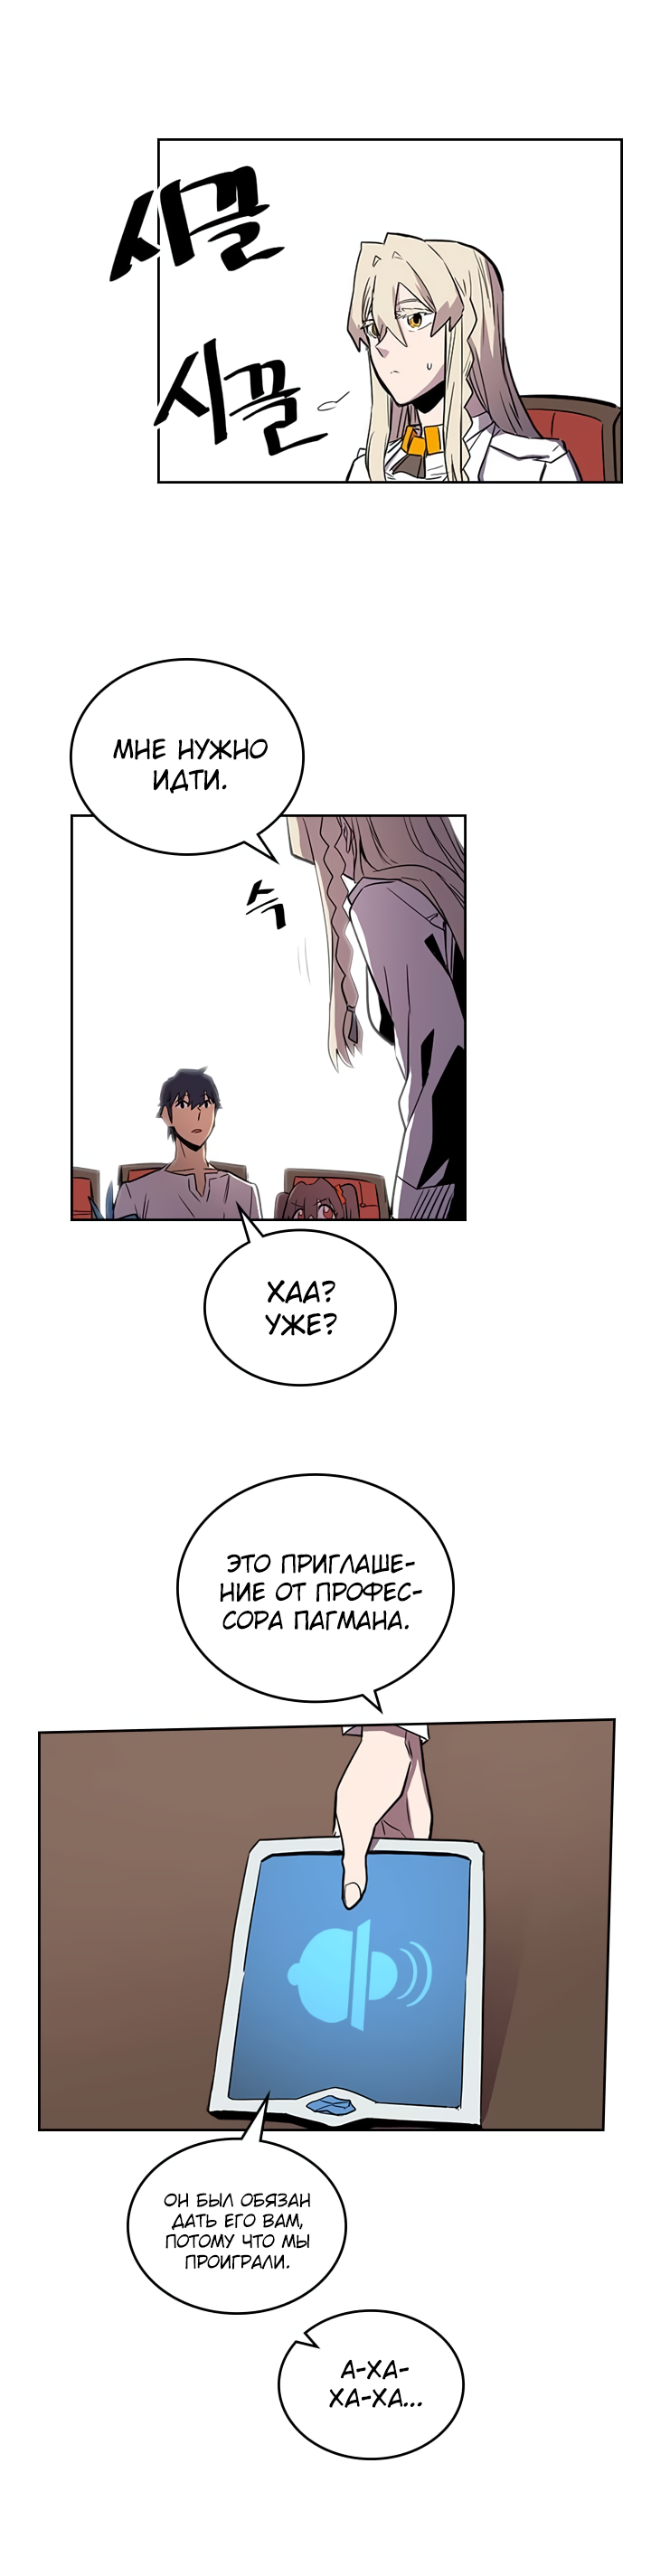 시끌
시끌
МНЕ НУЖНО
ИДТИ.
슥
ХАА?
УЖЕ?
ЭТО ПРИГЛАШЕ-
НИЕ ОТ ПРОФЕС-
СОРА ПАГМАНА.
ОН БЫЛ ОБЯЗАН
ДАТЬ ЕГО ВАМ,
ПОТОМУ ЧТО МЫ
ПРОИГРАЛИ.
А-ХА-
ХА-ХА...